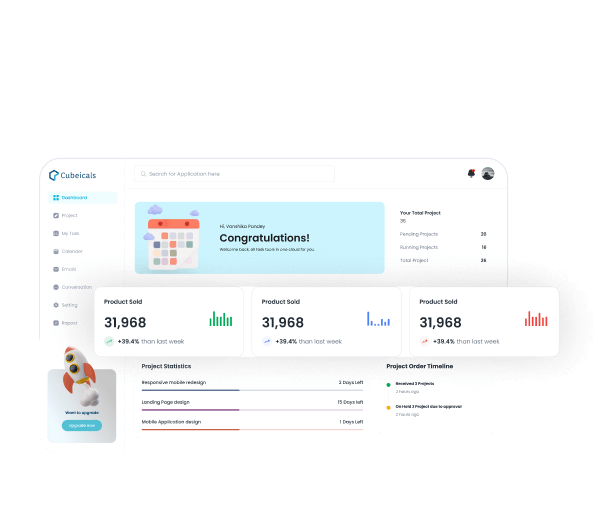 Cubeicals
Search for Application here
Dashboard
Project
My Task
Calendar
Emails
Conversation
Setting
Report
Hi, Vanshika Pandey
Congratulations!
Welcome back, all task tools in one cloud for you.
Your Total Project
35
Pending Projects
Running Projects
Total Project
26
Product Sold
31,968
+39.4% than last week
Product Sold
31,968
+39.4% than last week
Product Sold
31,968
+39.4% than last week
Want to upgrade
Upgrade now
Project Statistics
Responsive mobile redesign
2 Days Left
Landing Page design
15 Days left
Mobile Application design
1 Days Left
Project Order Timeline
Received 3 Projects
2 hours ago
On Hold 3 Project due to approval
2 hours ago